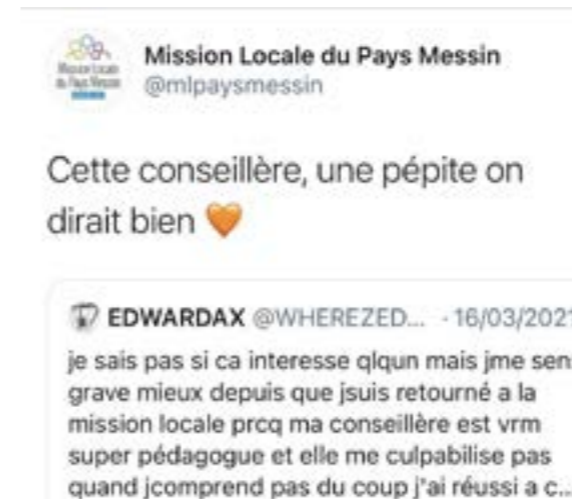 Mission Locale du Pays Messin
@mlpaysmessin
Cette conseillère, une pépite on
dirait bien 🧡
EDWARDAX @WHEREZED... · 16/03/2021
je sais pas si ca interesse qlqun mais jme sens
grave mieux depuis que jsuis retourné a la
mission locale prcq ma conseillère est vrm
super pédagogue et elle me culpabilise pas
quand jcomprend pas du coup j'ai réussi a c...